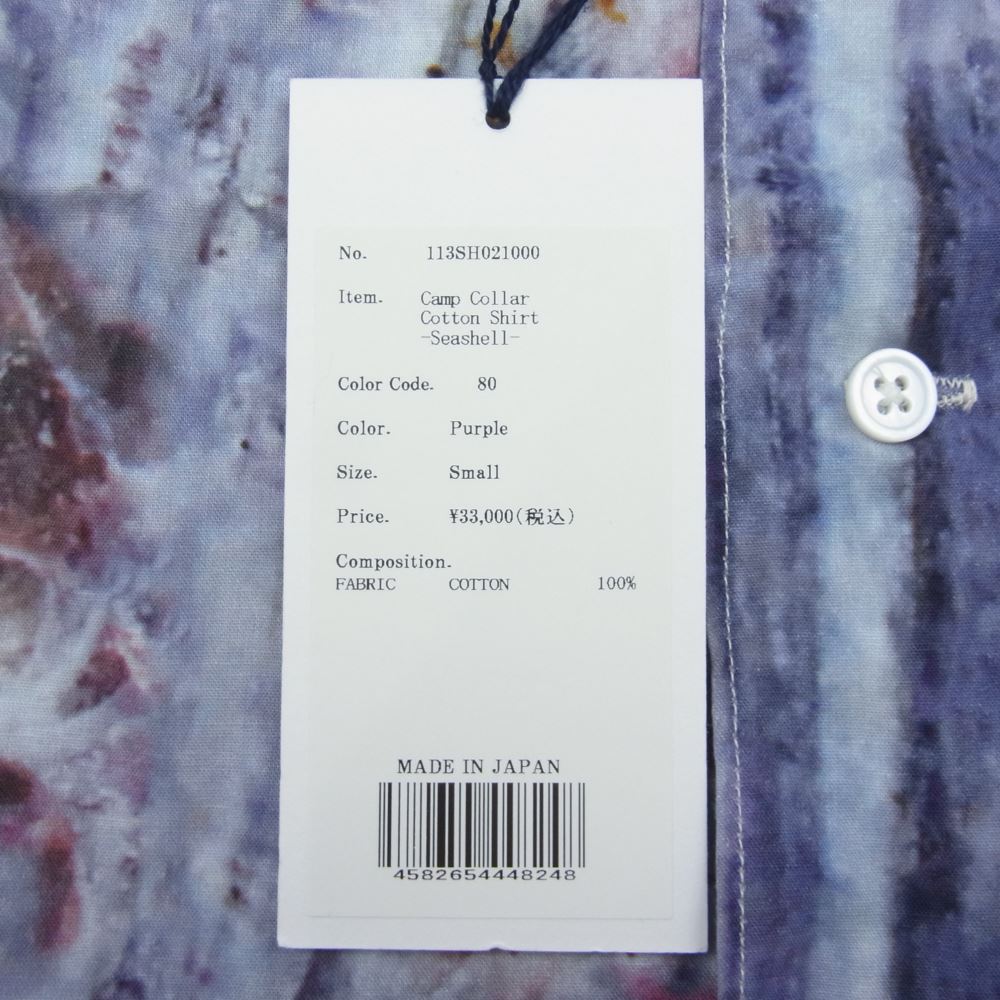 No. 113SH021000
Item. Camp Collar
Cotton Shirt
-Seashell-
Color Code. 80
Color. Purple
Size. Small
Price. ¥33,000(税込)
Composition.
FABRIC COTTON 100%
MADE IN JAPAN
4582654448248